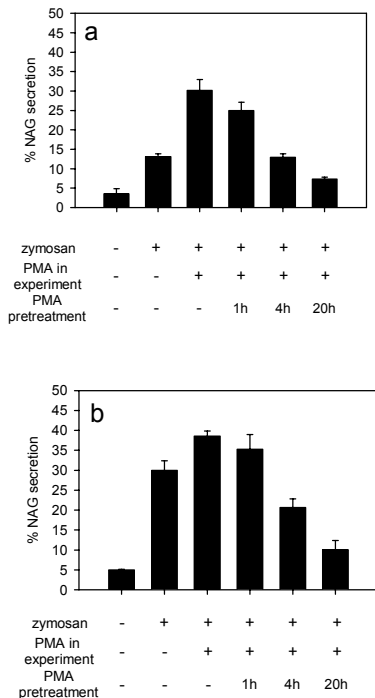 a
% NAG secretion
50
45
40
35
30
25
20
15
10
5
0
zymosan - + + + + +
PMA in experiment - - + + + +
PMA pretreatment - - - 1h 4h 20h
b
% NAG secretion
50
45
40
35
30
25
20
15
10
5
0
zymosan - + + + + +
PMA in experiment - - + + + +
PMA pretreatment - - - 1h 4h 20h